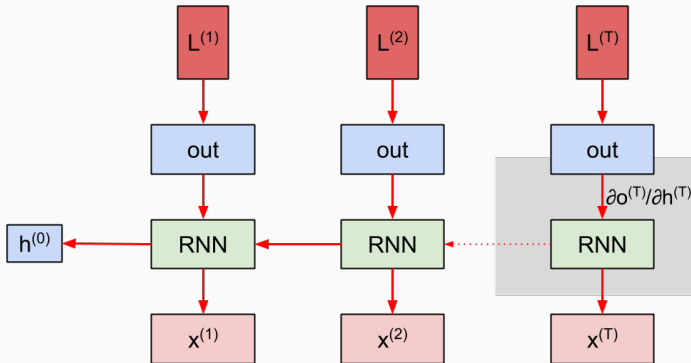 L⁽¹⁾ L⁽²⁾ L⁽ᵀ⁾
out out out
∂o⁽ᵀ⁾/∂h⁽ᵀ⁾
h⁽⁰⁾ RNN RNN RNN
x⁽¹⁾ x⁽²⁾ x⁽ᵀ⁾